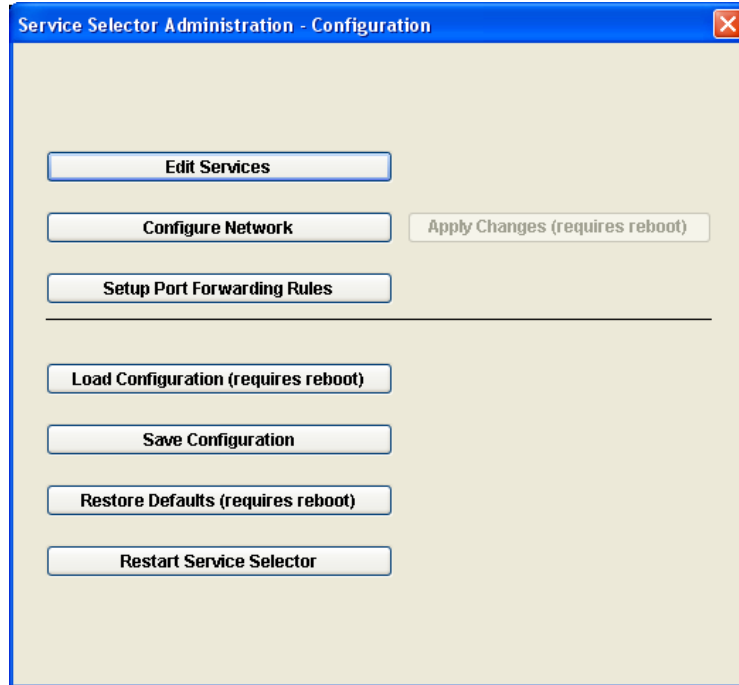 Service Selector Administration - Configuration
Edit Services
Configure Network
Apply Changes (requires reboot)
Setup Port Forwarding Rules
Load Configuration (requires reboot)
Save Configuration
Restore Defaults (requires reboot)
Restart Service Selector